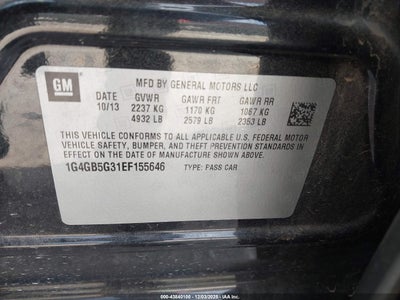 GM
MFD BY GENERAL MOTORS LLC
DATE GVWR GAWR FRT GAWR RR
10/13 2237 KG 1170 KG 1067 KG
4932 LB 2579 LB 2353 LB
THIS VEHICLE CONFORMS TO ALL APPLICABLE U.S. FEDERAL MOTOR
VEHICLE SAFETY, BUMPER, AND THEFT PREVENTION STANDARDS IN
EFFECT ON THE DATE OF MANUFACTURE SHOWN ABOVE.
1G4GB5G31EF155646 TYPE: PASS CAR
000-43840100 - 12/03/2025 -